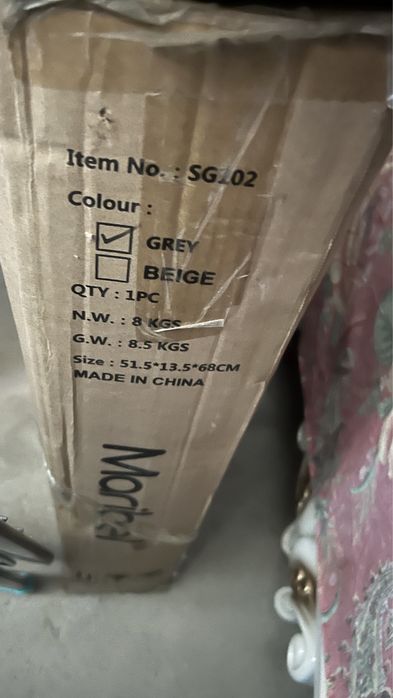 Item No. : SG102
Colour :
GREY
BEIGE
QTY : 1PC
N.W. : 8 KGS
G.W. : 8.5 KGS
Size : 51.5*13.5*68CM
MADE IN CHINA